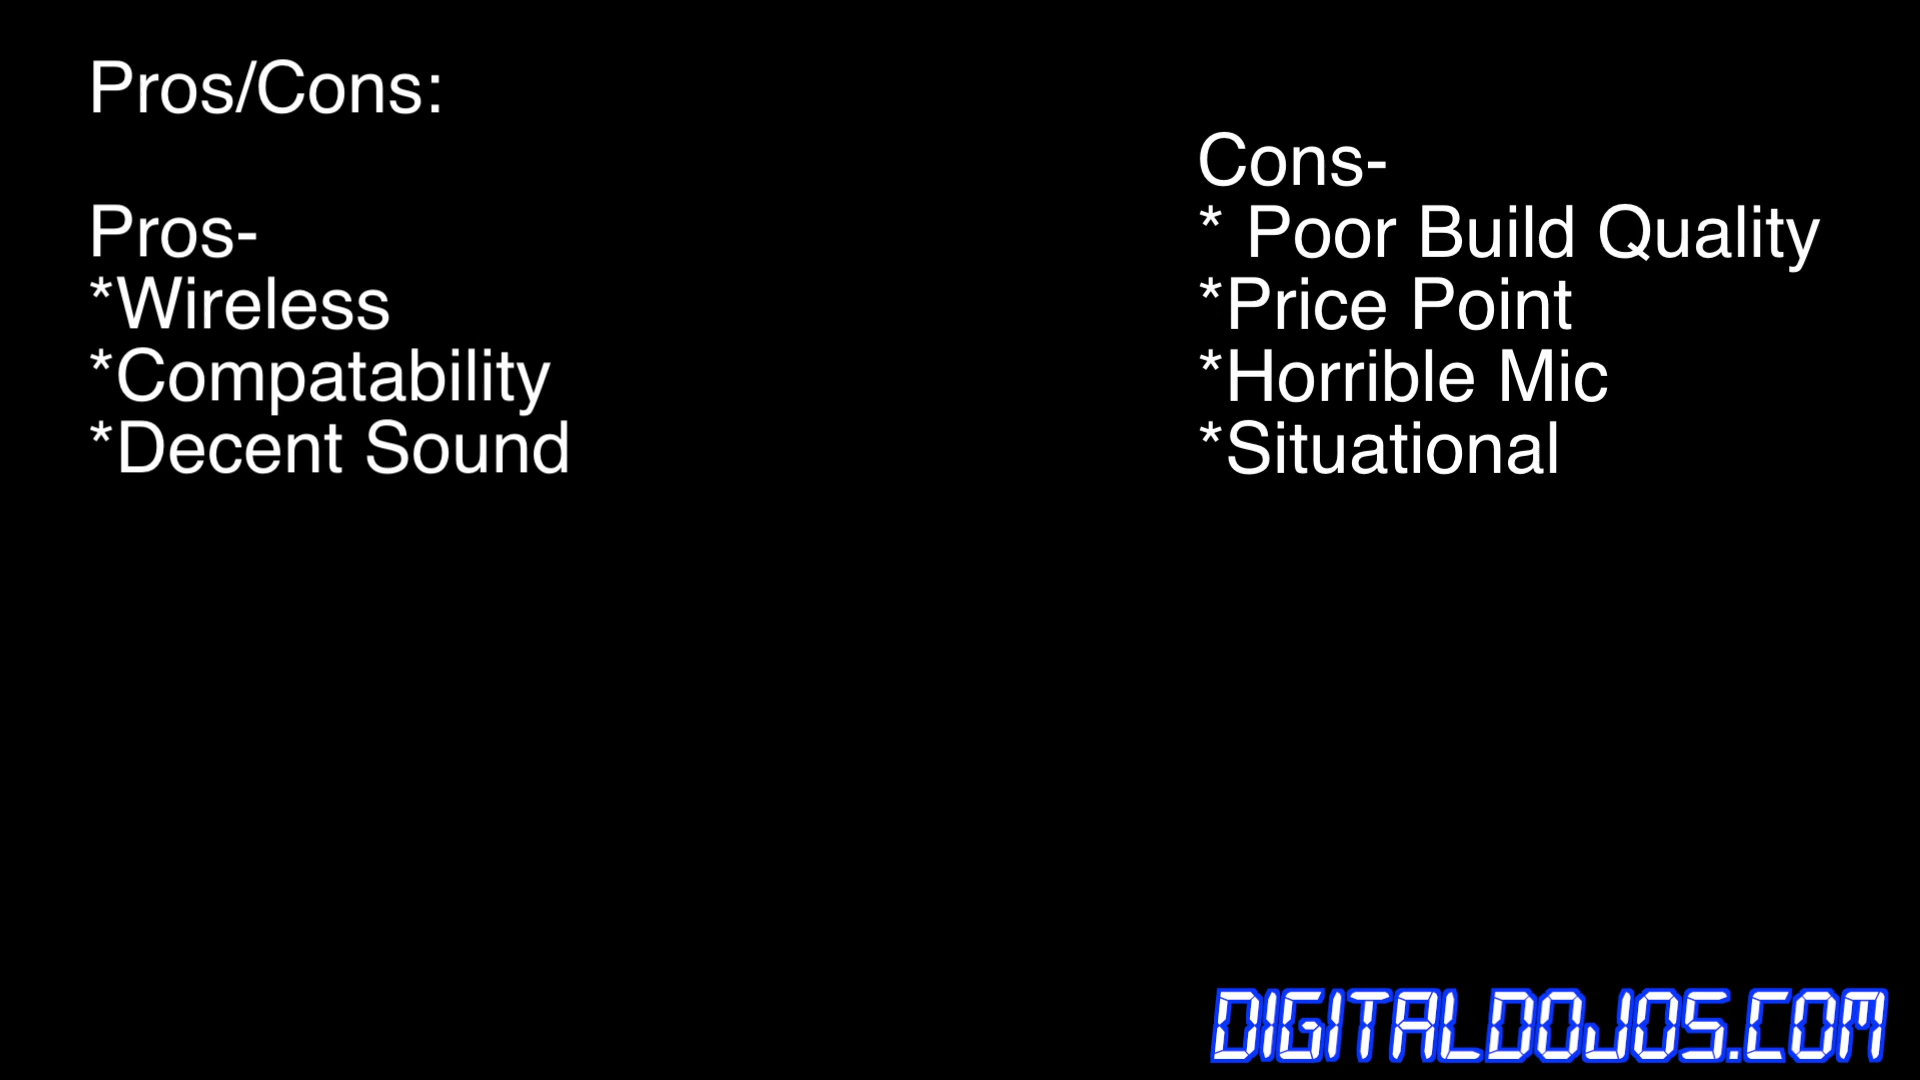 Pros/Cons:
Pros-
*Wireless
*Compatability
*Decent Sound
Cons-
* Poor Build Quality
*Price Point
*Horrible Mic
*Situational
DIGITALDOJOS.COM